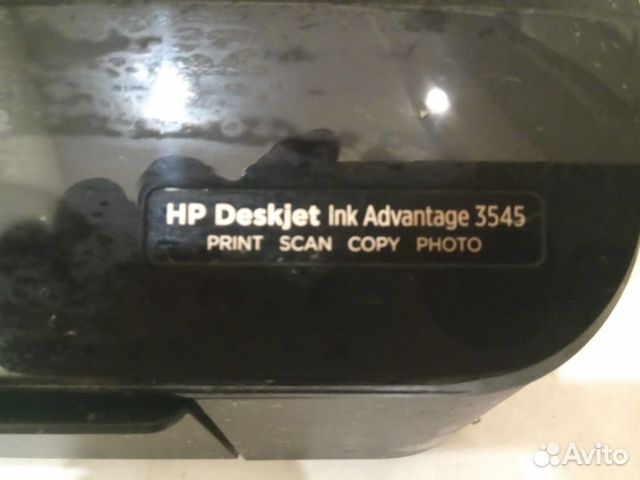 HP Deskjet Ink Advantage 3545
PRINT SCAN COPY PHOTO
Avito